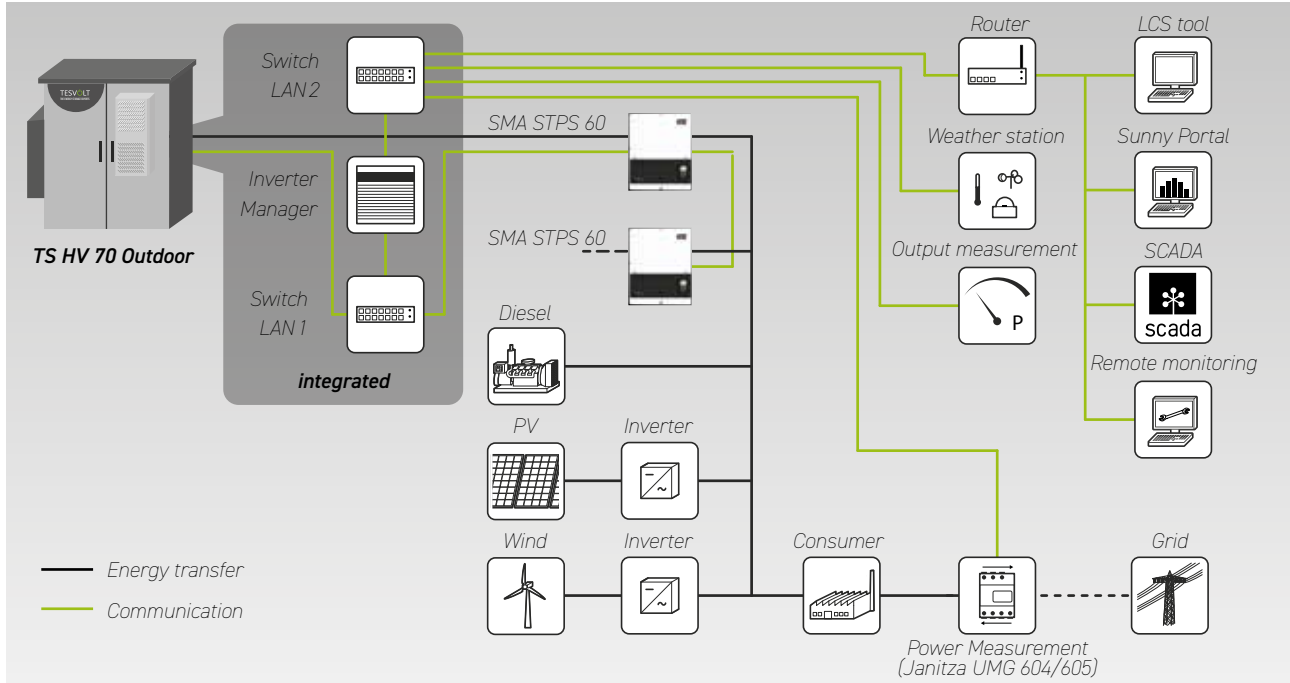 Switch
LAN 2
Router
LCS tool
TESVOLT
SMA STPS 60
Weather station
Sunny Portal
Inverter
Manager
TS HV 70 Outdoor
SMA STPS 60
Output measurement
SCADA
P
scada
Switch
LAN 1
integrated
Diesel
Remote monitoring
PV
Inverter
Wind
Inverter
Consumer
Grid
Energy transfer
Communication
Power Measurement
(Janitza UMG 604/605)